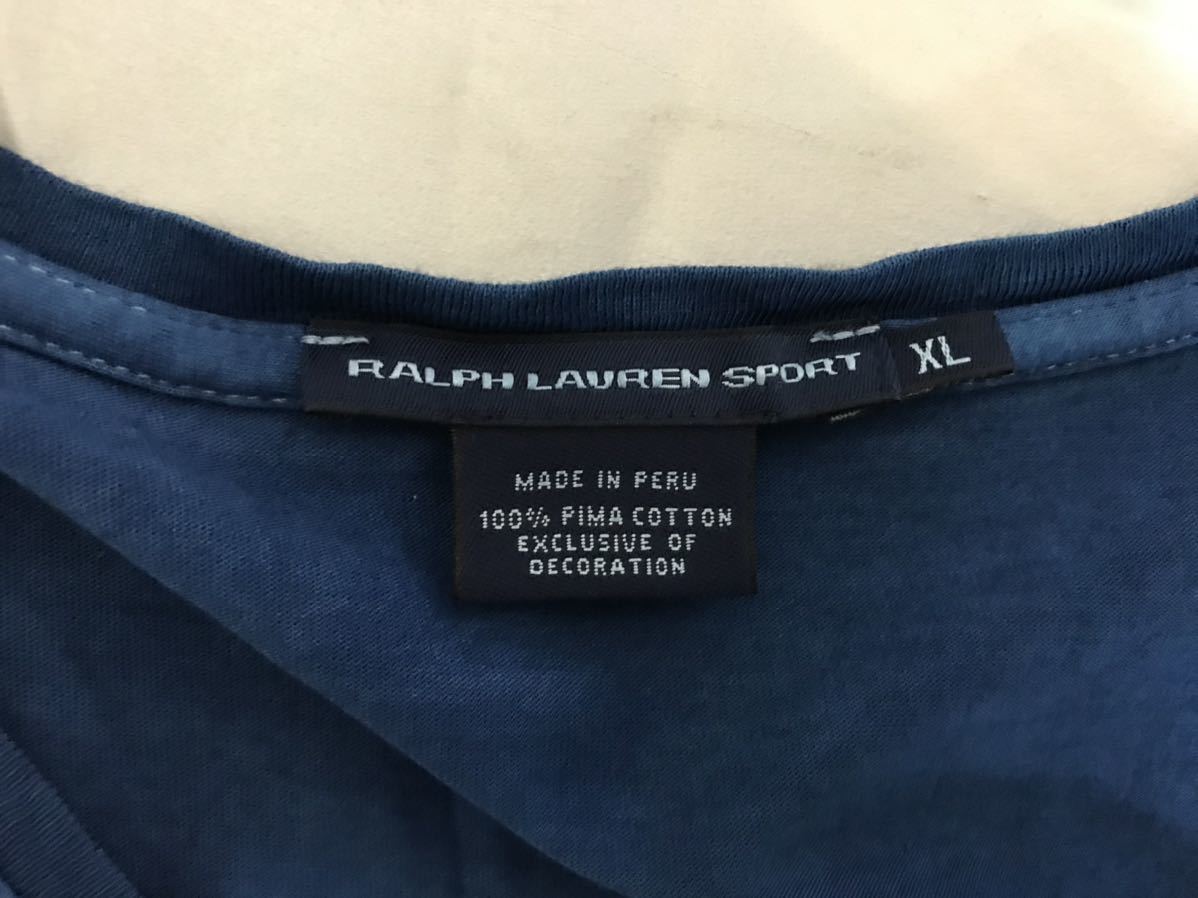 RALPH LAUREN SPORT XL
MADE IN PERU
100% PIMA COTTON
EXCLUSIVE OF
DECORATION